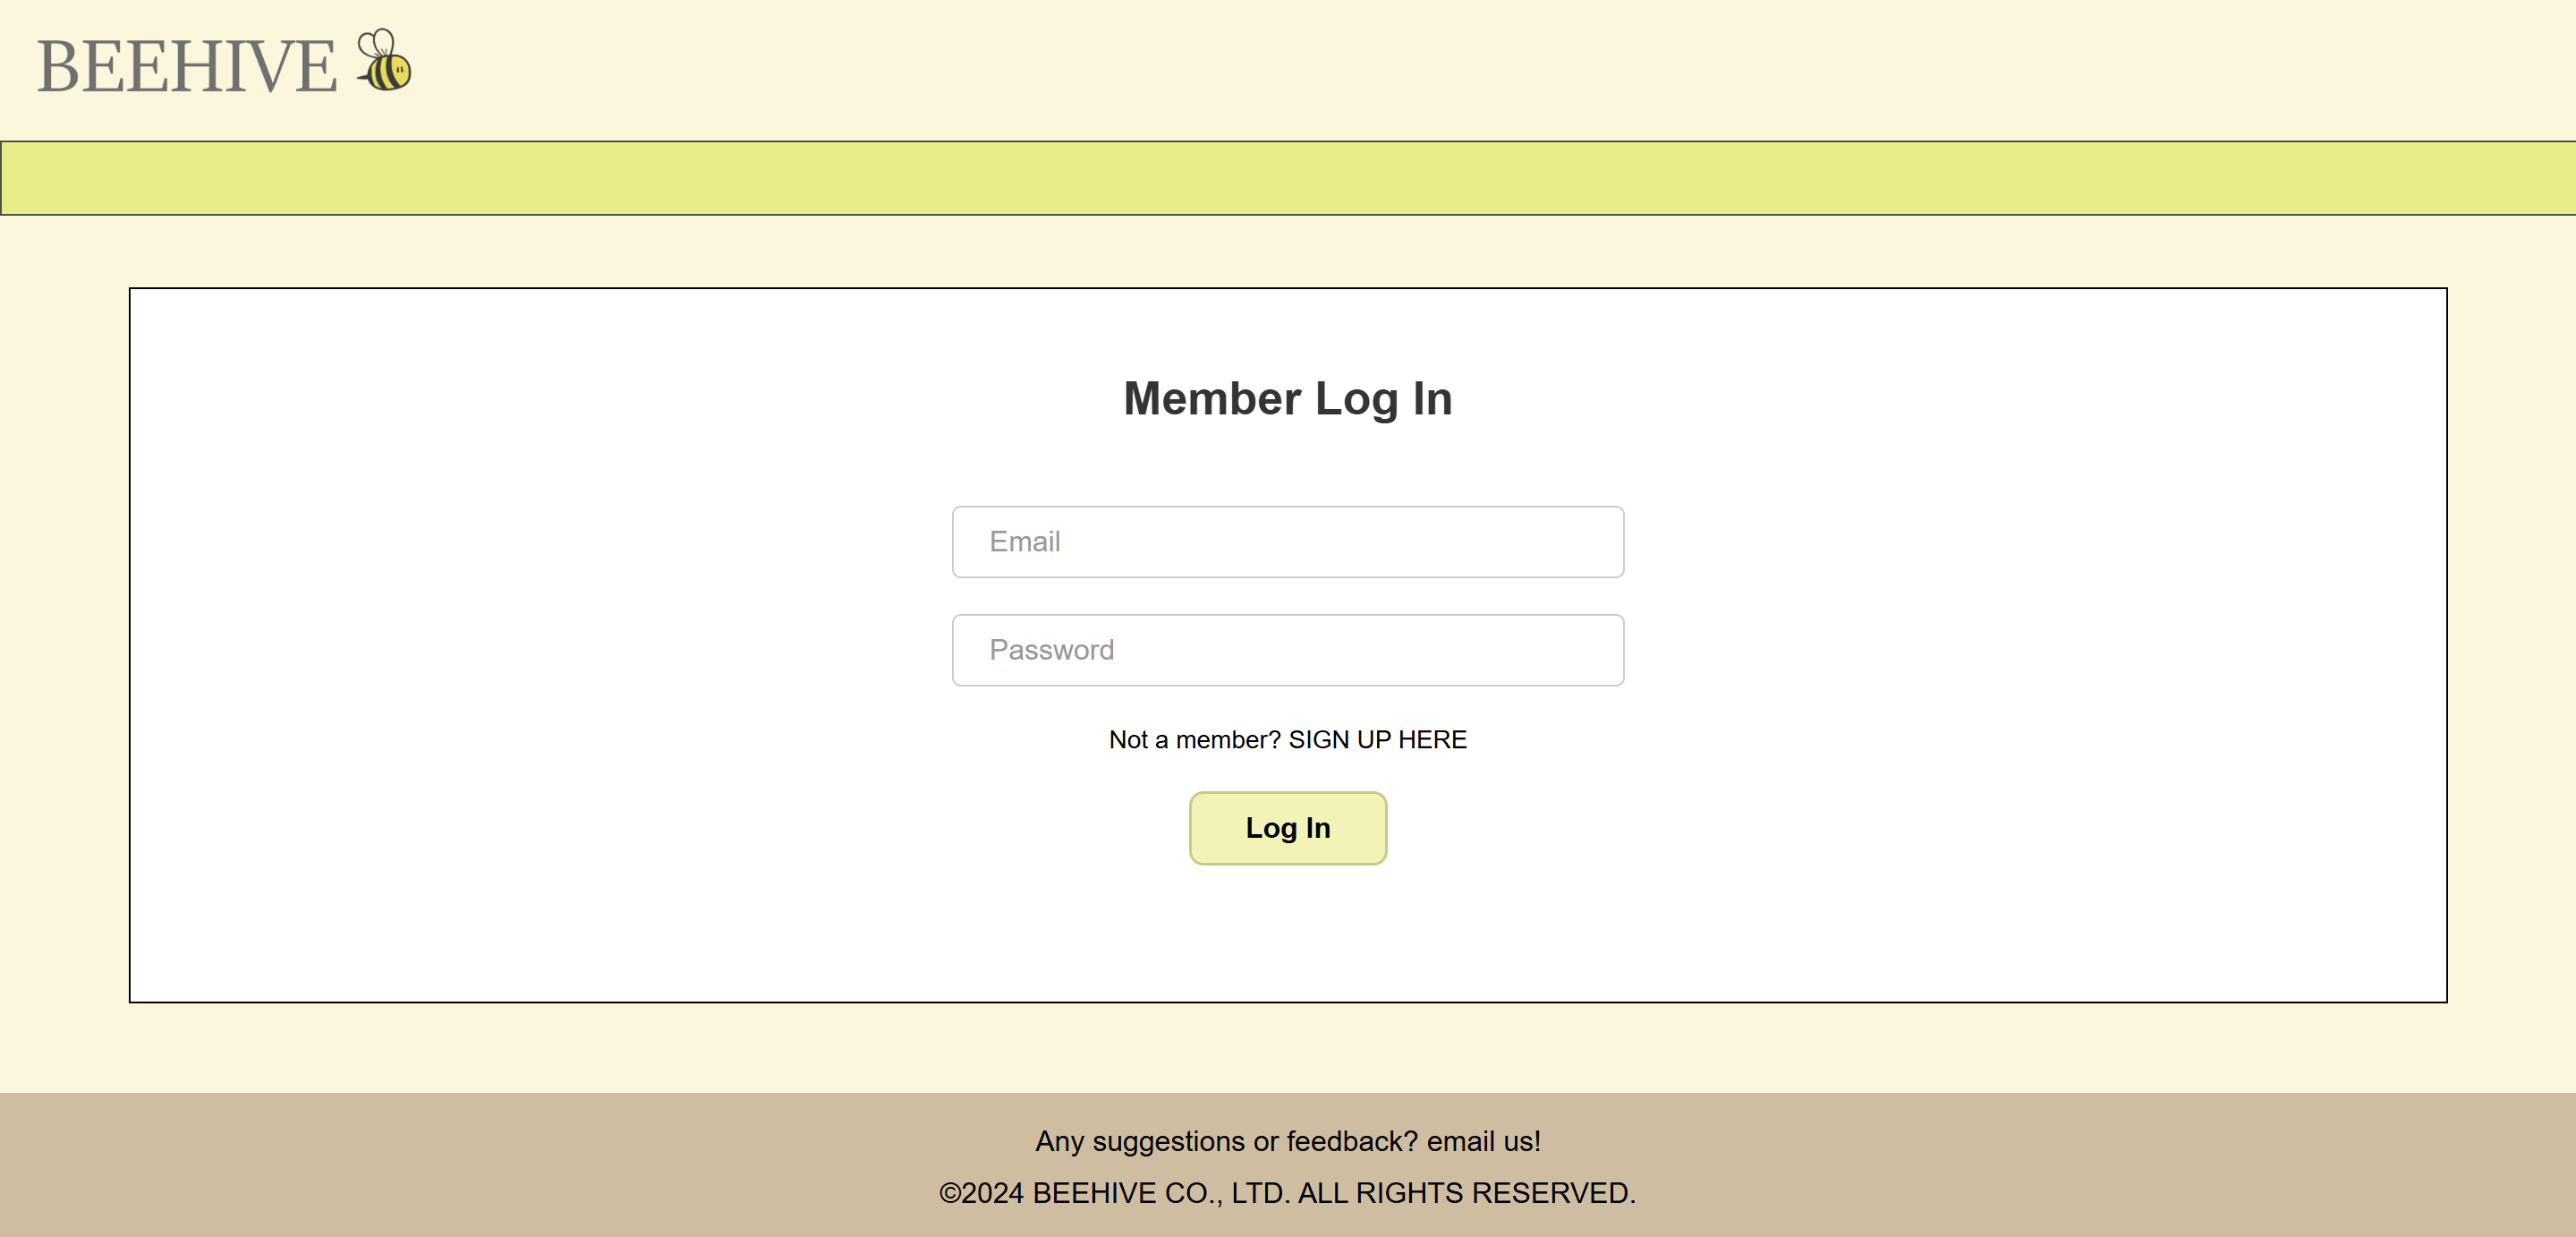 BEEHIVE
Member Log In
Email
Password
Not a member? SIGN UP HERE
Log In
Any suggestions or feedback? email us!
©2024 BEEHIVE CO., LTD. ALL RIGHTS RESERVED.